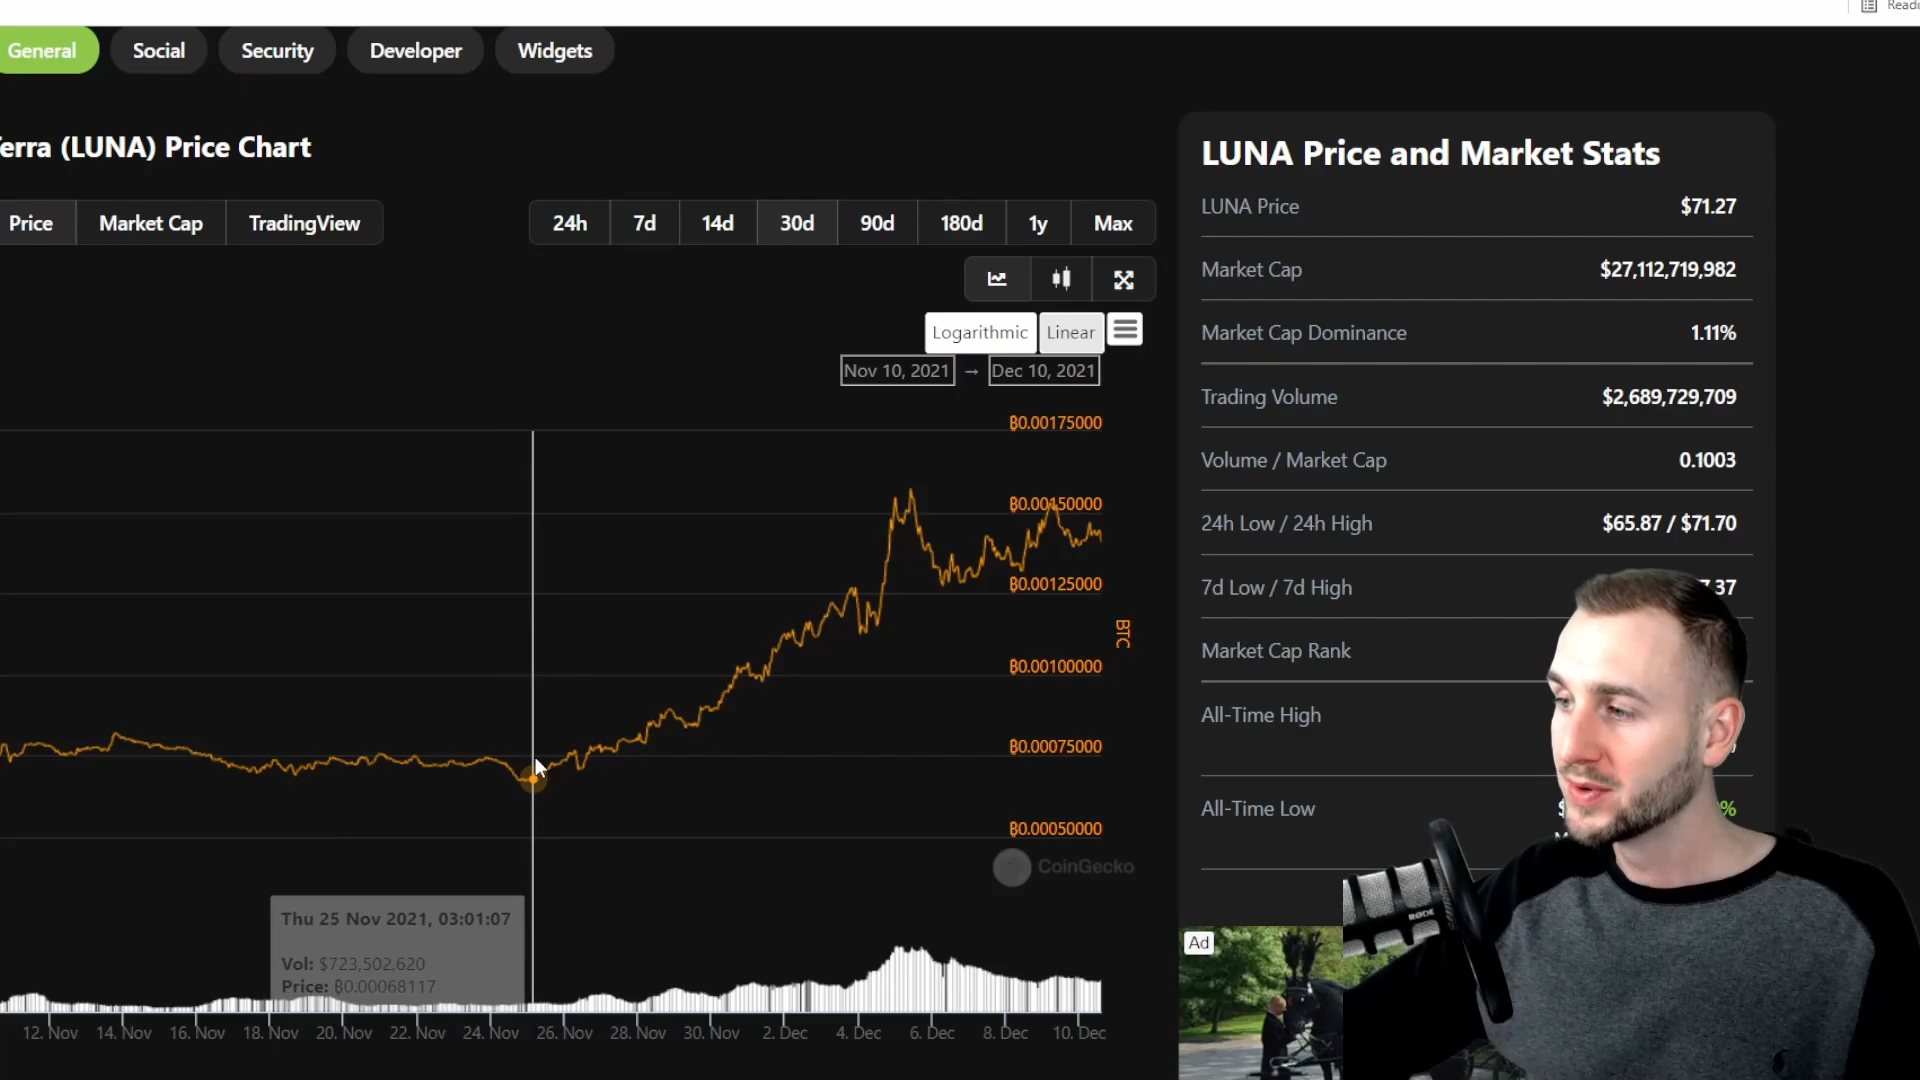 Readi
General
Social
Security
Developer
Widgets
erra (LUNA) Price Chart
Price
Market Cap
TradingView
24h
7d
14d
30d
90d
180d
1y
Max
Logarithmic
Linear
Nov 10, 2021 → Dec 10, 2021
₿0.00175000
₿0.00150000
₿0.00125000
₿0.00100000
₿0.00075000
₿0.00050000
BTC
CoinGecko
Thu 25 Nov 2021, 03:01:07
Vol: $723,502,620
Price: ₿0.00068117
12. Nov
14. Nov
16. Nov
18. Nov
20. Nov
22. Nov
24. Nov
26. Nov
28. Nov
30. Nov
2. Dec
4. Dec
6. Dec
8. Dec
10. Dec
LUNA Price and Market Stats
LUNA Price $71.27
Market Cap $27,112,719,982
Market Cap Dominance 1.11%
Trading Volume $2,689,729,709
Volume / Market Cap 0.1003
24h Low / 24h High $65.87 / $71.70
7d Low / 7d High 7.37
Market Cap Rank
All-Time High
All-Time Low $ %
Ad
RØDE